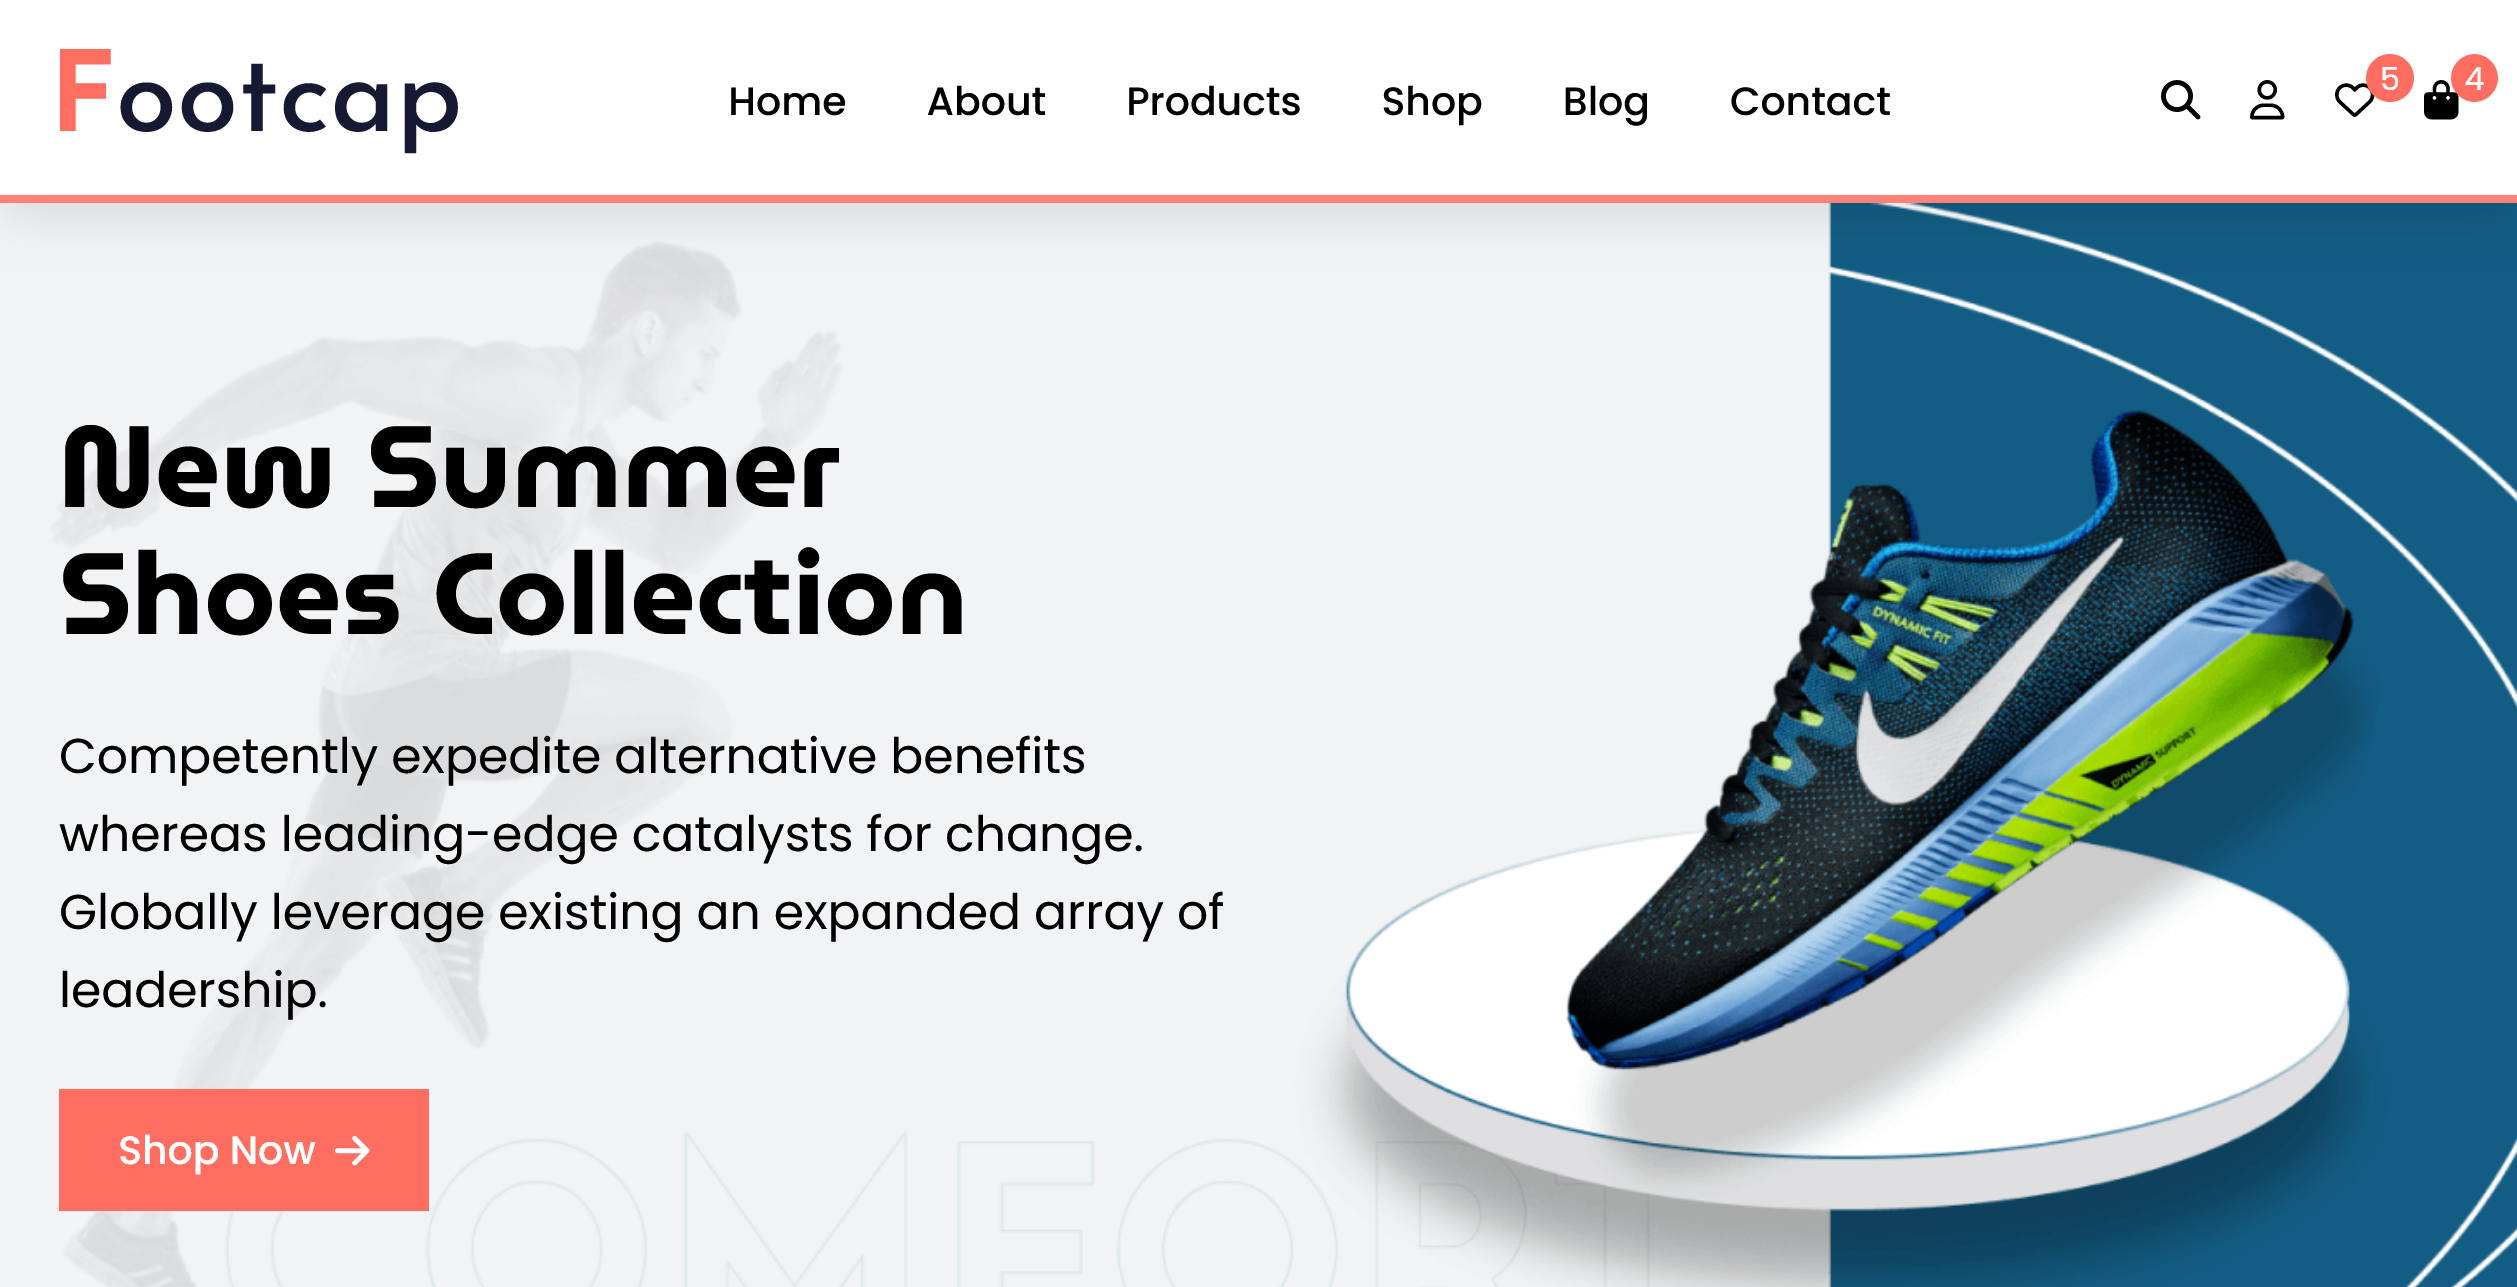 Footcap
Home About Products Shop Blog Contact
5 4
New Summer
Shoes Collection
DYNAMIC FIT
DYNAMIC SUPPORT
Competently expedite alternative benefits
whereas leading-edge catalysts for change.
Globally leverage existing an expanded array of
leadership.
Shop Now
COMFORT